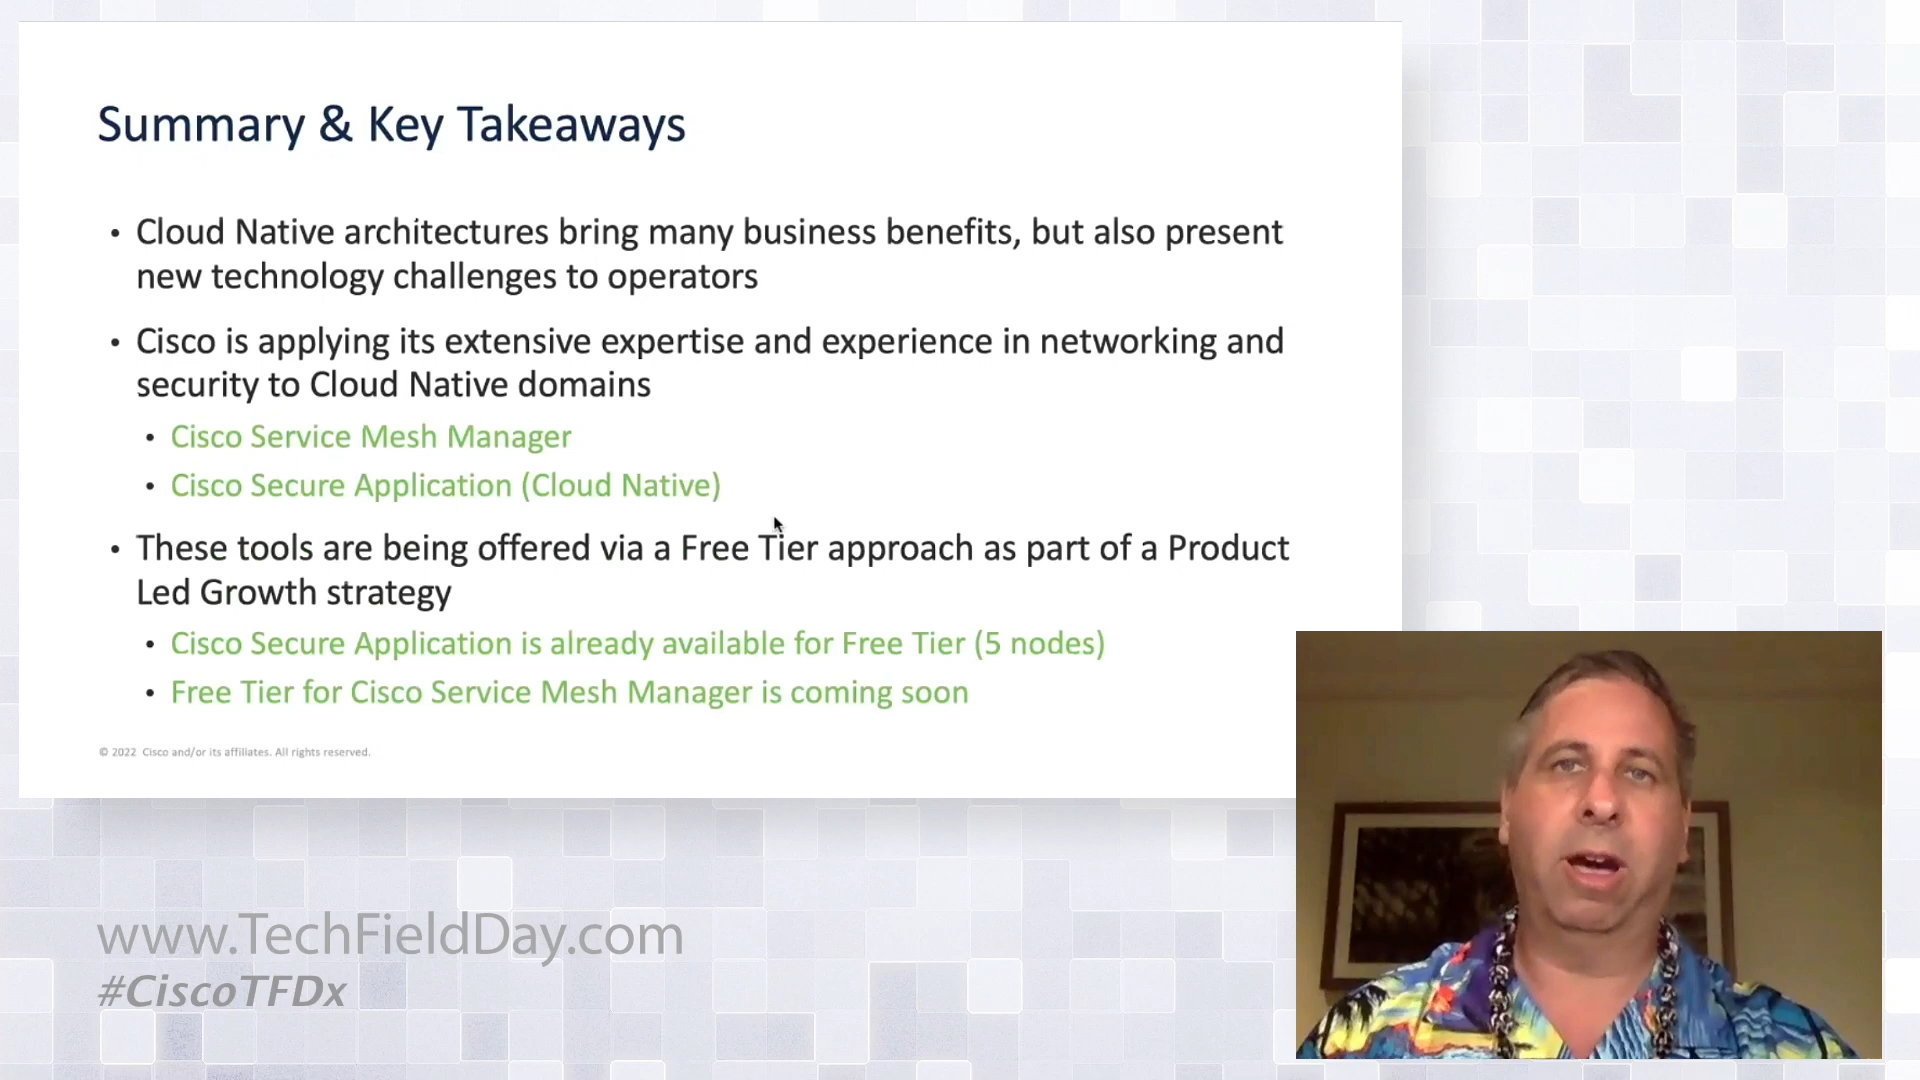 Summary & Key Takeaways
• Cloud Native architectures bring many business benefits, but also present
new technology challenges to operators
• Cisco is applying its extensive expertise and experience in networking and
security to Cloud Native domains
• Cisco Service Mesh Manager
• Cisco Secure Application (Cloud Native)
• These tools are being offered via a Free Tier approach as part of a Product
Led Growth strategy
• Cisco Secure Application is already available for Free Tier (5 nodes)
• Free Tier for Cisco Service Mesh Manager is coming soon
© 2022 Cisco and/or its affiliates. All rights reserved.
www.TechFieldDay.com
#CiscoTFDx